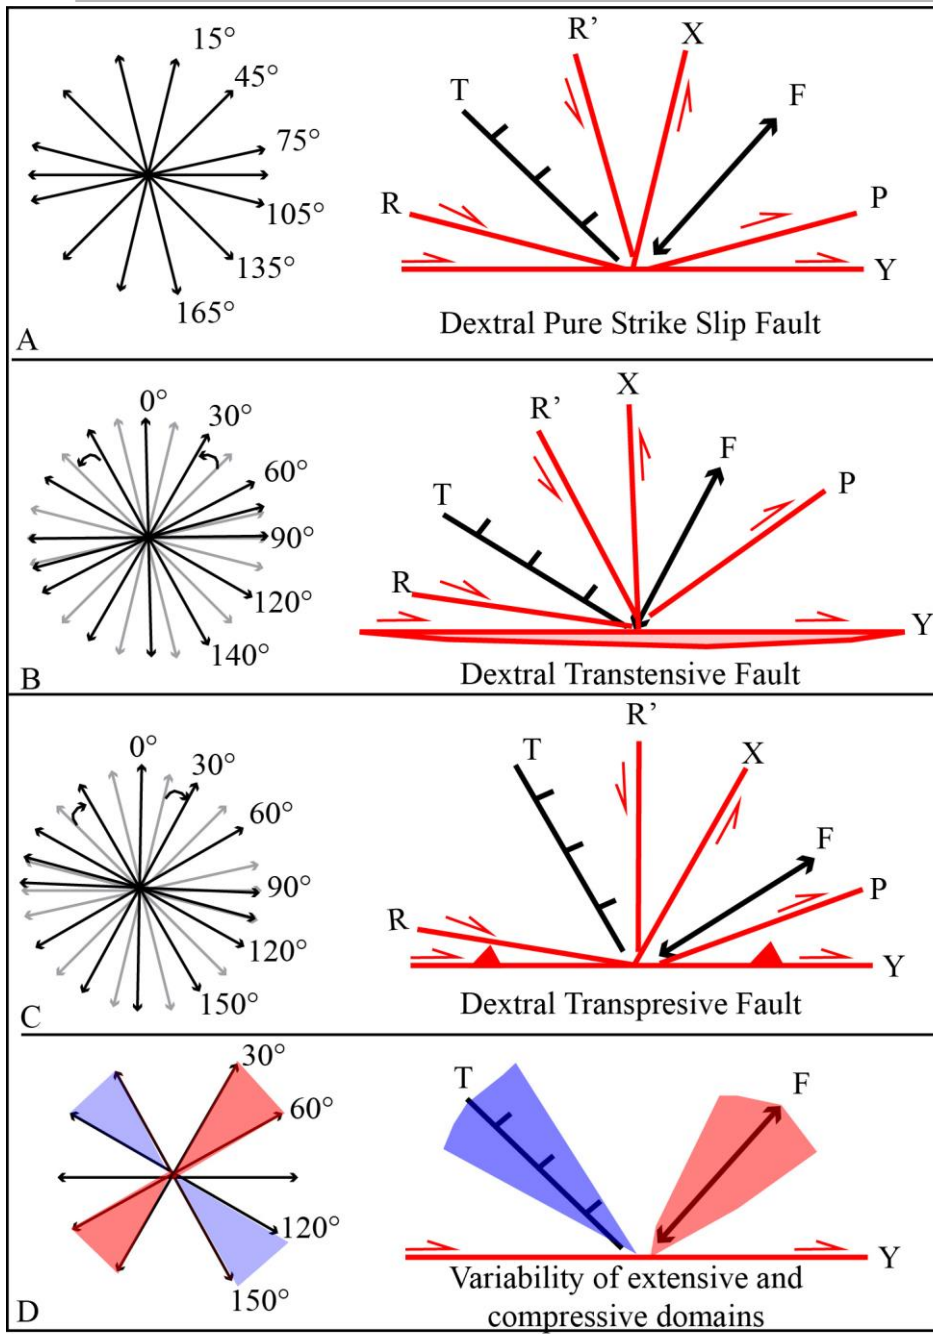 15°
45°
75°
105°
135°
165°
R'
X
T
F
R
P
Y
Dextral Pure Strike Slip Fault
A
0°
30°
60°
90°
120°
140°
X
R'
F
T
P
R
Y
Dextral Transtensive Fault
B
0°
30°
60°
90°
120°
150°
R'
T
X
F
P
R
Y
Dextral Transpresive Fault
C
30°
60°
120°
150°
T
F
Y
Variability of extensive and
compressive domains
D